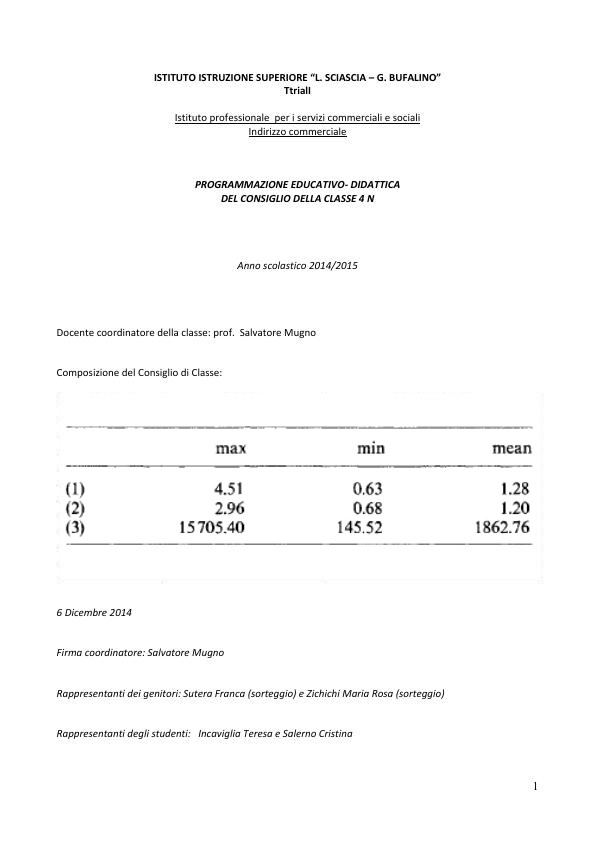 ISTITUTO ISTRUZIONE SUPERIORE “L. SCIASCIA – G. BUFALINO”
Ttriall
Istituto professionale per i servizi commerciali e sociali
Indirizzo commerciale
PROGRAMMAZIONE EDUCATIVO- DIDATTICA
DEL CONSIGLIO DELLA CLASSE 4 N
Anno scolastico 2014/2015
Docente coordinatore della classe: prof. Salvatore Mugno
Composizione del Consiglio di Classe:
max min mean
(1) 4.51 0.63 1.28
(2) 2.96 0.68 1.20
(3) 15705.40 145.52 1862.76
6 Dicembre 2014
Firma coordinatore: Salvatore Mugno
Rappresentanti dei genitori: Sutera Franca (sorteggio) e Zichichi Maria Rosa (sorteggio)
Rappresentanti degli studenti: Incaviglia Teresa e Salerno Cristina
1